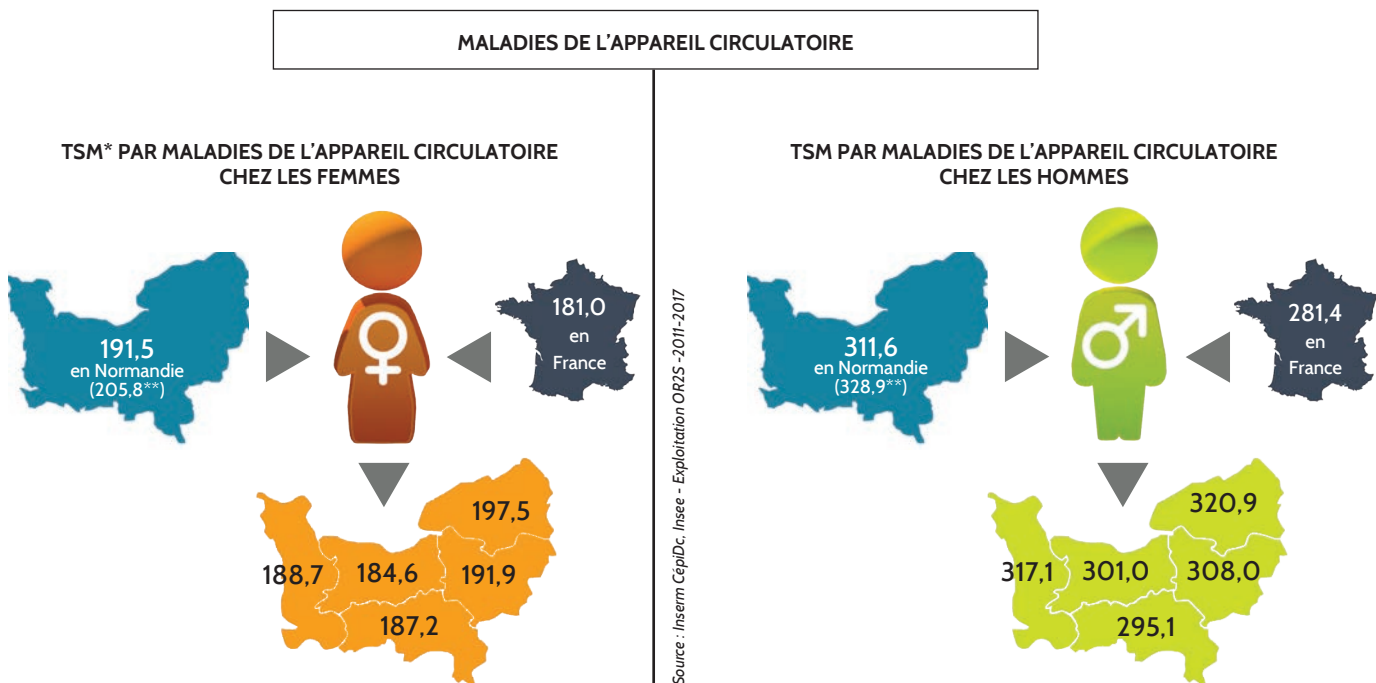 MALADIES DE L'APPAREIL CIRCULATOIRE
TSM* PAR MALADIES DE L'APPAREIL CIRCULATOIRE
CHEZ LES FEMMES
191,5
en Normandie
(205,8**)
181,0
en
France
197,5
188,7
184,6
191,9
187,2
Source : Inserm CépiDc, Insee - Exploitation OR2S -2011-2017
TSM PAR MALADIES DE L'APPAREIL CIRCULATOIRE
CHEZ LES HOMMES
311,6
en Normandie
(328,9**)
281,4
en
France
320,9
317,1
301,0
308,0
295,1